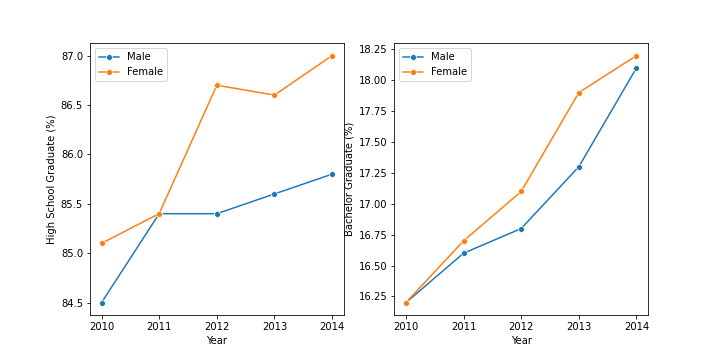 High School Graduate (%)
87.0
86.5
86.0
85.5
85.0
84.5
Male
Female
2010 2011 2012 2013 2014
Year
Bachelor Graduate (%)
18.25
18.00
17.75
17.50
17.25
17.00
16.75
16.50
16.25
Male
Female
2010 2011 2012 2013 2014
Year